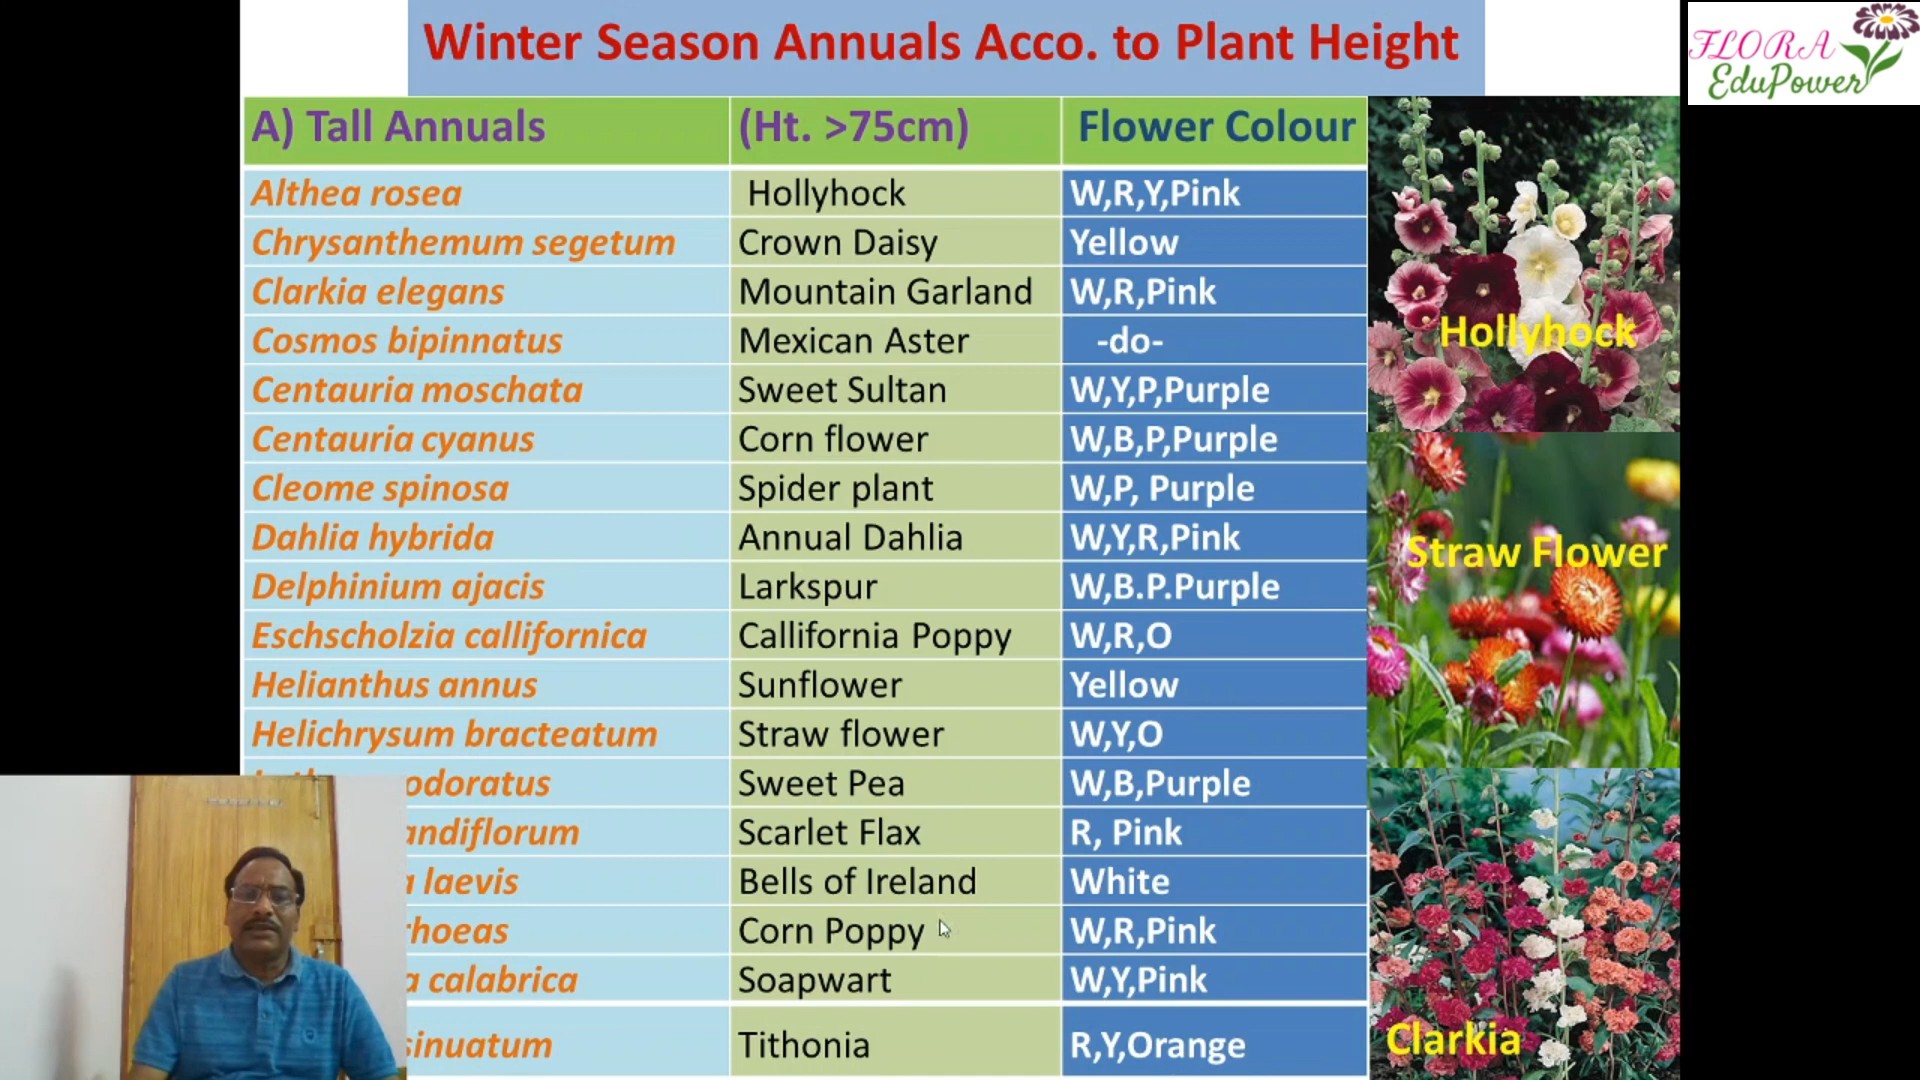 Winter Season Annuals Acco. to Plant Height
FLORA
EduPower
A) Tall Annuals (Ht. >75cm) Flower Colour
Althea rosea Hollyhock W,R,Y,Pink
Chrysanthemum segetum Crown Daisy Yellow
Clarkia elegans Mountain Garland W,R,Pink
Cosmos bipinnatus Mexican Aster -do-
Centauria moschata Sweet Sultan W,Y,P,Purple
Centauria cyanus Corn flower W,B,P,Purple
Cleome spinosa Spider plant W,P, Purple
Dahlia hybrida Annual Dahlia W,Y,R,Pink
Delphinium ajacis Larkspur W,B.P.Purple
Eschscholzia callifornica Callifornia Poppy W,R,O
Helianthus annus Sunflower Yellow
Helichrysum bracteatum Straw flower W,Y,O
odoratus Sweet Pea W,B,Purple
andiflorum Scarlet Flax R, Pink
laevis Bells of Ireland White
rhoeas Corn Poppy W,R,Pink
calabrica Soapwart W,Y,Pink
sinuatum Tithonia R,Y,Orange
Hollyhock
Straw Flower
Clarkia